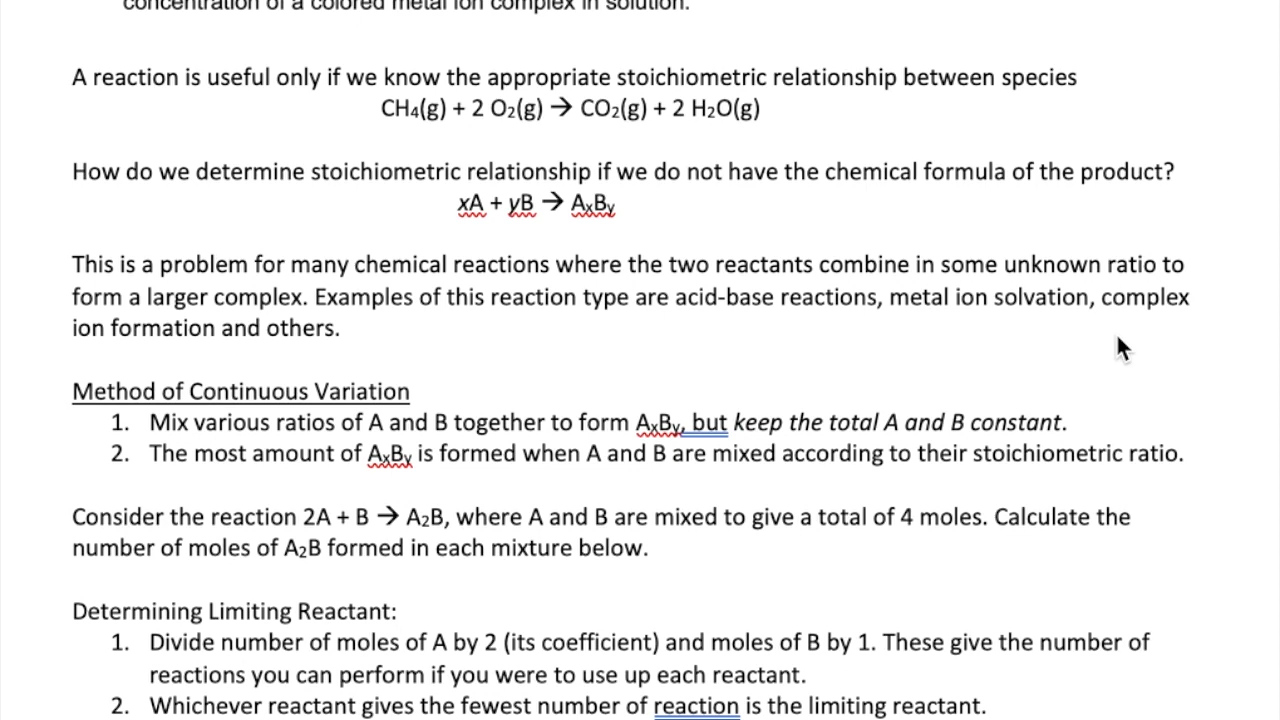 concentration of a colored metal ion complex in solution.
A reaction is useful only if we know the appropriate stoichiometric relationship between species
CH₄(g) + 2 O₂(g) → CO₂(g) + 2 H₂O(g)
How do we determine stoichiometric relationship if we do not have the chemical formula of the product?
xA + yB → AₓBᵧ
This is a problem for many chemical reactions where the two reactants combine in some unknown ratio to
form a larger complex. Examples of this reaction type are acid-base reactions, metal ion solvation, complex
ion formation and others.
Method of Continuous Variation
1. Mix various ratios of A and B together to form AₓBᵧ, but keep the total A and B constant.
2. The most amount of AₓBᵧ is formed when A and B are mixed according to their stoichiometric ratio.
Consider the reaction 2A + B → A₂B, where A and B are mixed to give a total of 4 moles. Calculate the
number of moles of A₂B formed in each mixture below.
Determining Limiting Reactant:
1. Divide number of moles of A by 2 (its coefficient) and moles of B by 1. These give the number of
reactions you can perform if you were to use up each reactant.
2. Whichever reactant gives the fewest number of reaction is the limiting reactant.